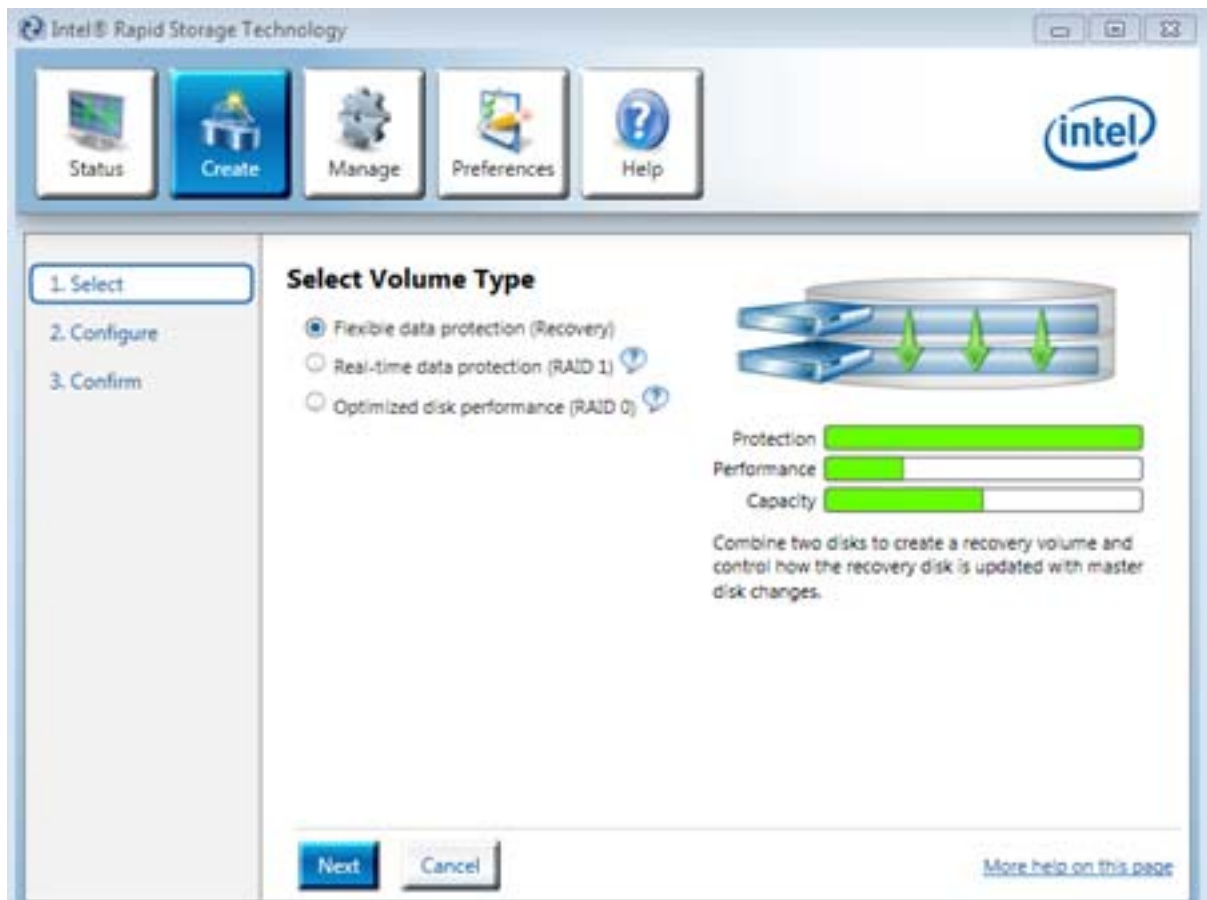 Intel® Rapid Storage Technology
Status
Create
Manage
Preferences
Help
intel
1. Select
2. Configure
3. Confirm
Select Volume Type
Flexible data protection (Recovery)
Real-time data protection (RAID 1)
Optimized disk performance (RAID 0)
Protection
Performance
Capacity
Combine two disks to create a recovery volume and
control how the recovery disk is updated with master
disk changes.
Next
Cancel
More help on this page